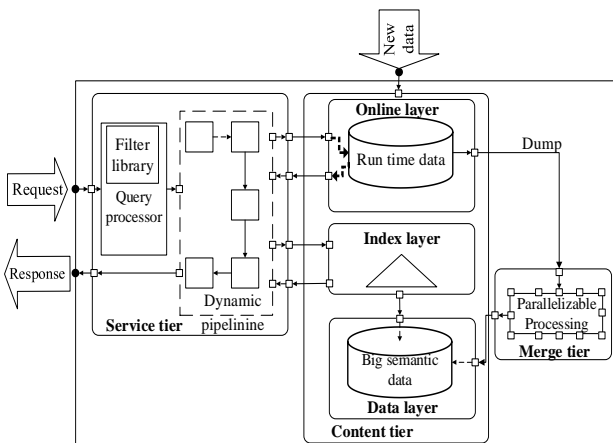 New
data
Online layer
Run time data
Dump
Filter
library
Query
processor
Request
Response
Dynamic
pipelinine
Service tier
Index layer
Big semantic
data
Data layer
Content tier
Parallelizable
Processing
Merge tier